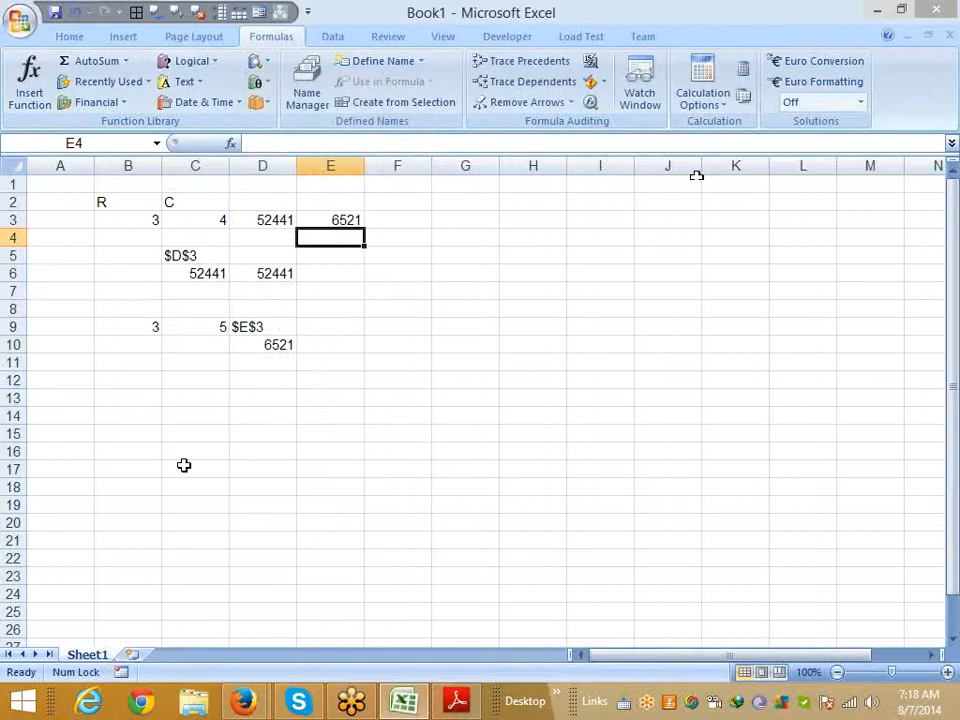 Book1 - Microsoft Excel
Home Insert Page Layout Formulas Data Review View Developer Load Test Team
fx Insert Function
Σ AutoSum
Recently Used
Financial
Logical
A Text
Date & Time
θ
Function Library
Name Manager
Define Name
Use in Formula
Create from Selection
Defined Names
Trace Precedents
Trace Dependents
Remove Arrows
Formula Auditing
Watch Window
Calculation Options
Calculation
Euro Conversion
Euro Formatting
Off
Solutions
E4 fx
A B C D E F G H I J K L M N
1
2 R C
3 3 4 52441 6521
4
5 $D$3
6 52441 52441
7
8
9 3 5 $E$3
10 6521
11
12
13
14
15
16
17
18
19
20
21
22
23
24
25
26
27
Sheet1
Ready Num Lock 100%
Desktop Links 7:18 AM
8/7/2014